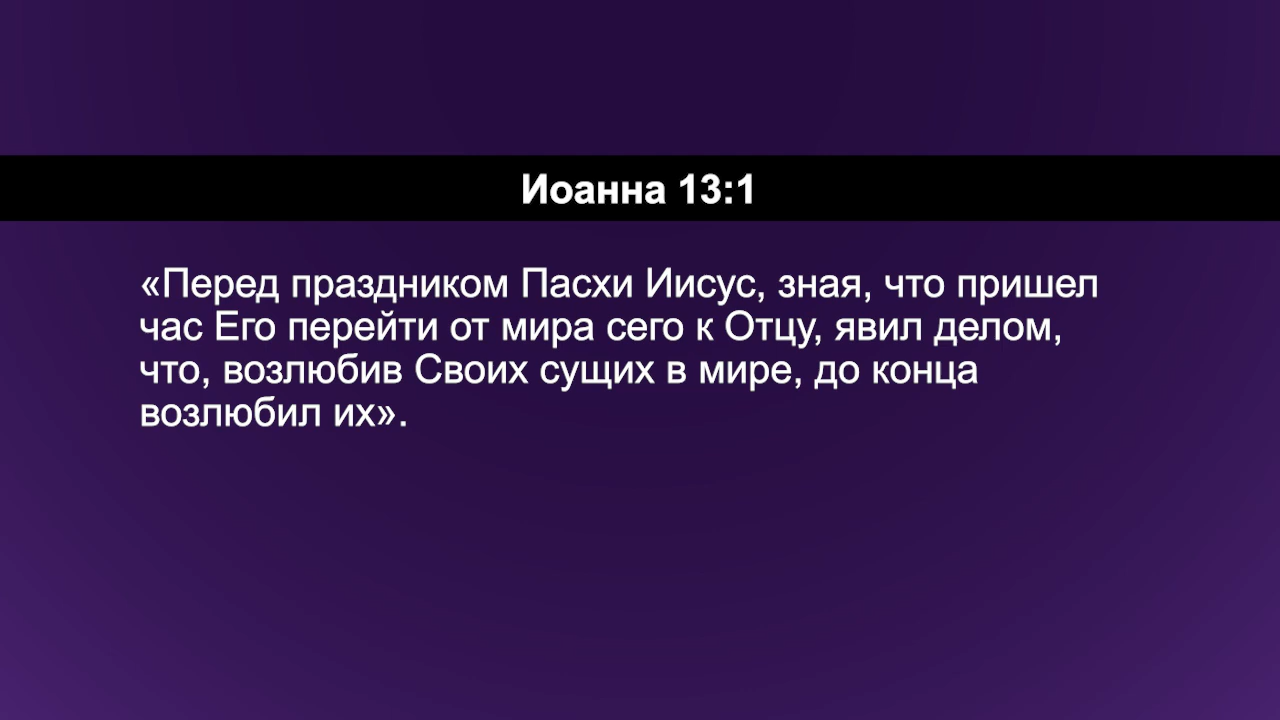 Иоанна 13:1
«Перед праздником Пасхи Иисус, зная, что пришел
час Его перейти от мира сего к Отцу, явил делом,
что, возлюбив Своих сущих в мире, до конца
возлюбил их».